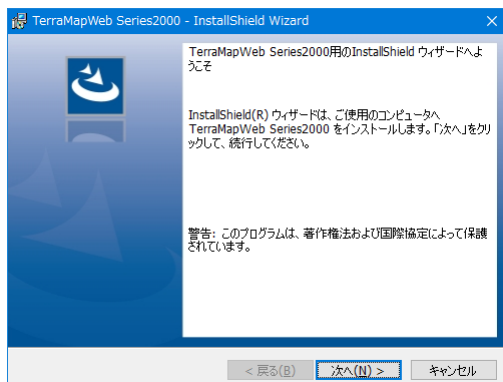 TerraMapWeb Series2000 - InstallShield Wizard
TerraMapWeb Series2000用のInstallShield ウィザードへよ
うこそ
InstallShield(R) ウィザードは、ご使用のコンピュータへ
TerraMapWeb Series2000 をインストールします。「次へ」をクリ
ックして、続行してください。
警告: このプログラムは、著作権法および国際協定によって保護
されています。
< 戻る(B) 次へ(N) > キャンセル